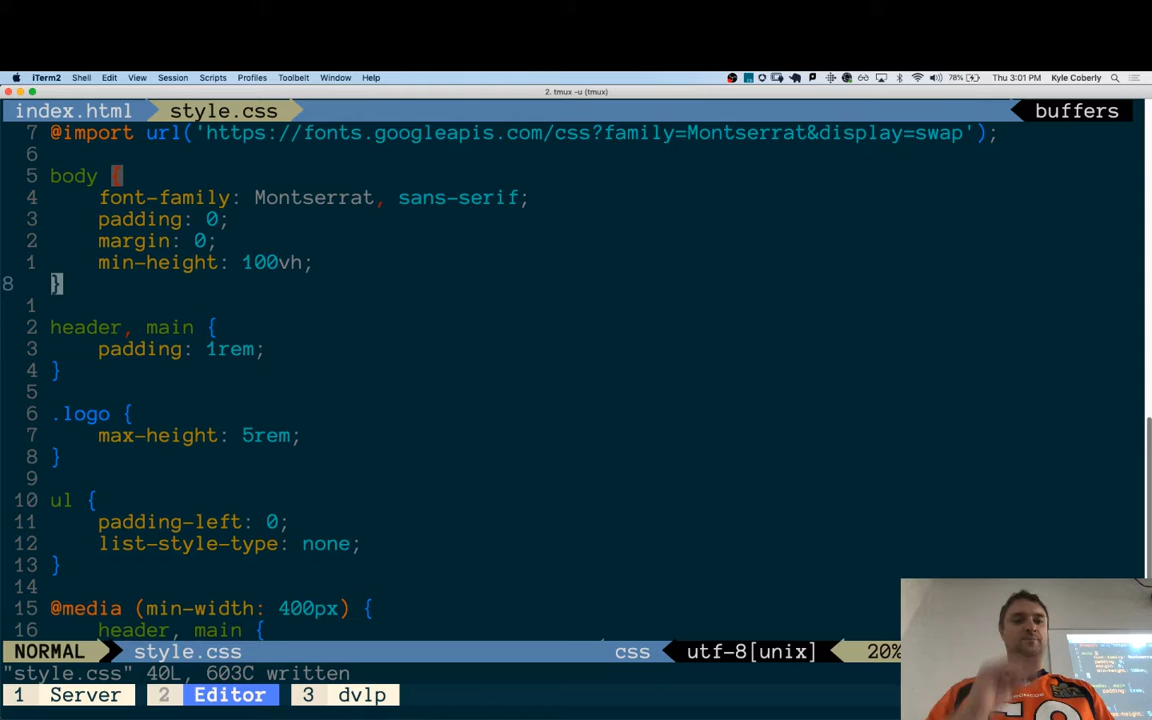 iTerm2 Shell Edit View Session Scripts Profiles Toolbelt Window Help 78% Thu 3:01 PM Kyle Coberly
2. tmux -u (tmux)
index.html style.css buffers
7 @import url('https://fonts.googleapis.com/css?family=Montserrat&display=swap');
6
5 body {
4 font-family: Montserrat, sans-serif;
3 padding: 0;
2 margin: 0;
1 min-height: 100vh;
8 }
1
2 header, main {
3 padding: 1rem;
4 }
5
6 .logo {
7 max-height: 5rem;
8 }
9
10 ul {
11 padding-left: 0;
12 list-style-type: none;
13 }
14
15 @media (min-width: 400px) {
16 header, main {
NORMAL style.css css utf-8[unix] 20%
"style.css" 40L, 603C written
1 Server 2 Editor 3 dvlp
BRONCOS